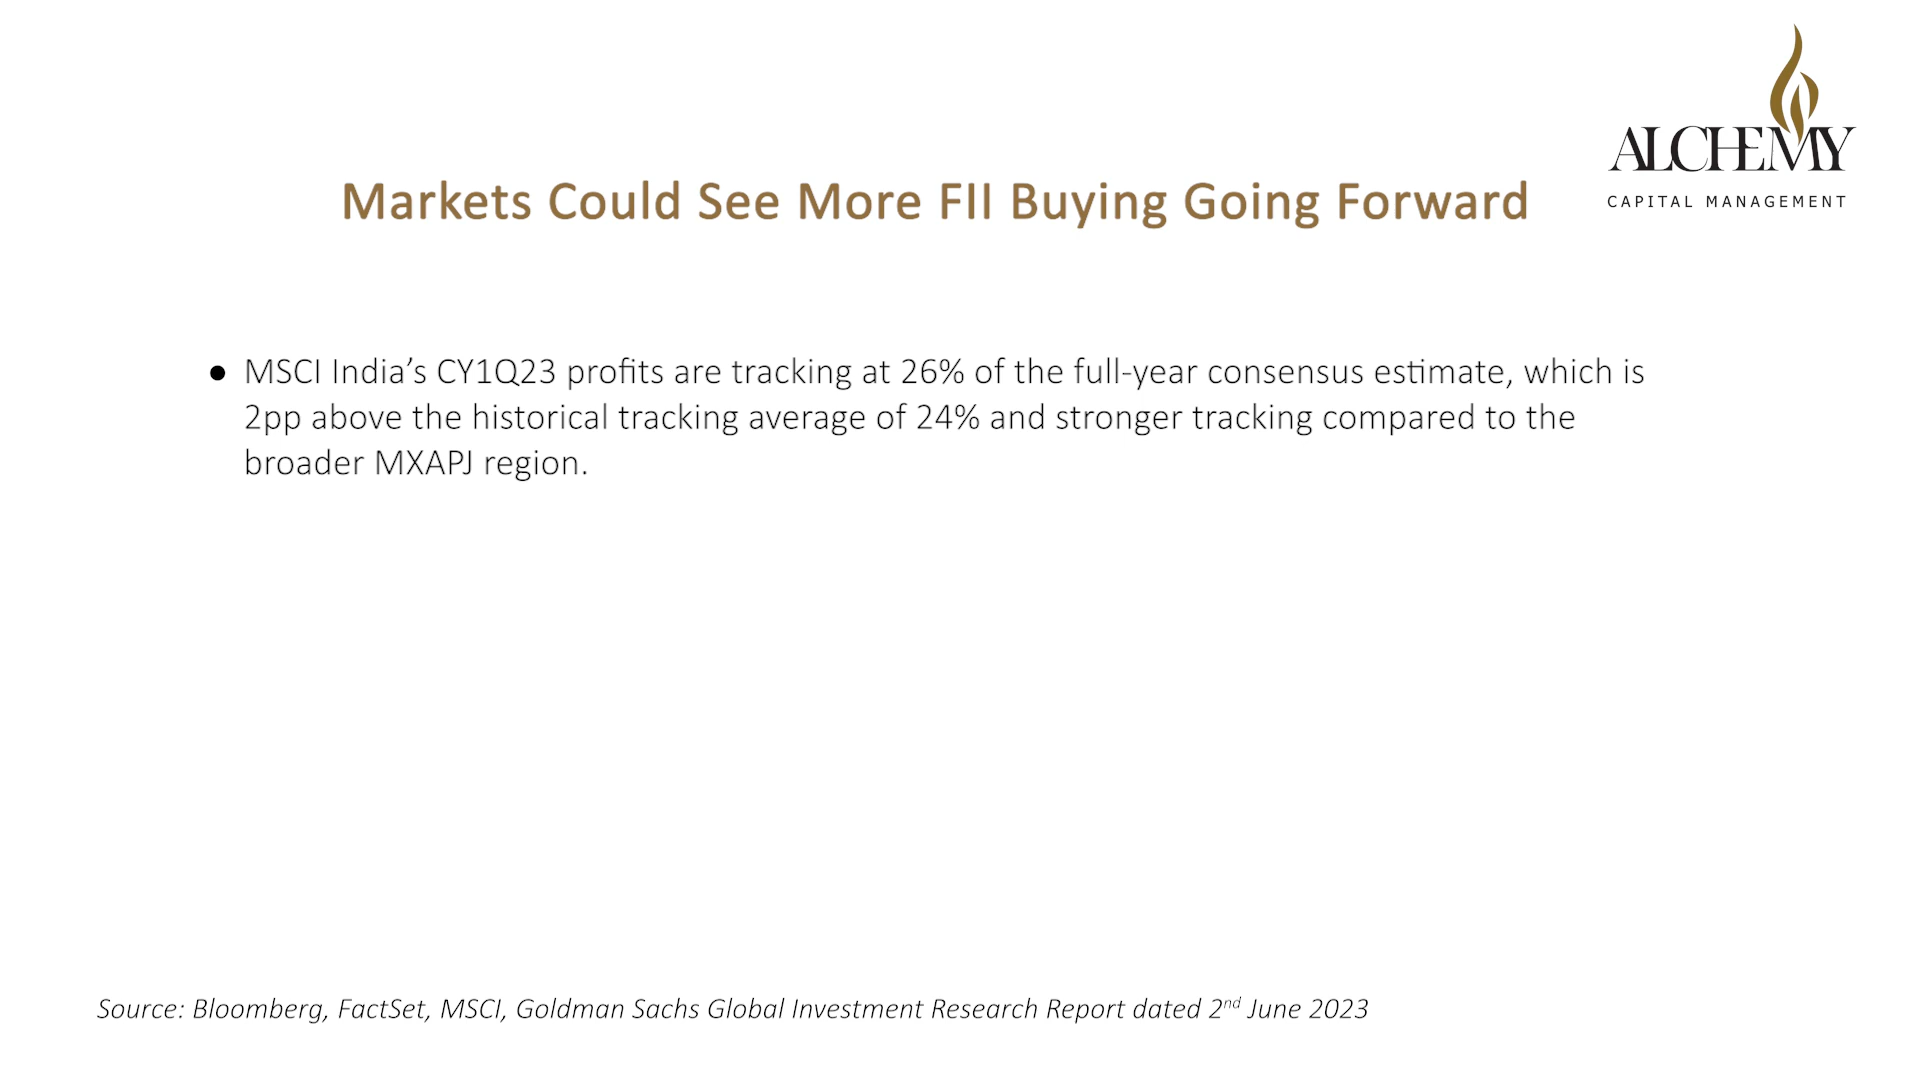 ALCHEMY
CAPITAL MANAGEMENT
Markets Could See More FII Buying Going Forward
● MSCI India’s CY1Q23 profits are tracking at 26% of the full-year consensus estimate, which is
2pp above the historical tracking average of 24% and stronger tracking compared to the
broader MXAPJ region.
Source: Bloomberg, FactSet, MSCI, Goldman Sachs Global Investment Research Report dated 2nd June 2023